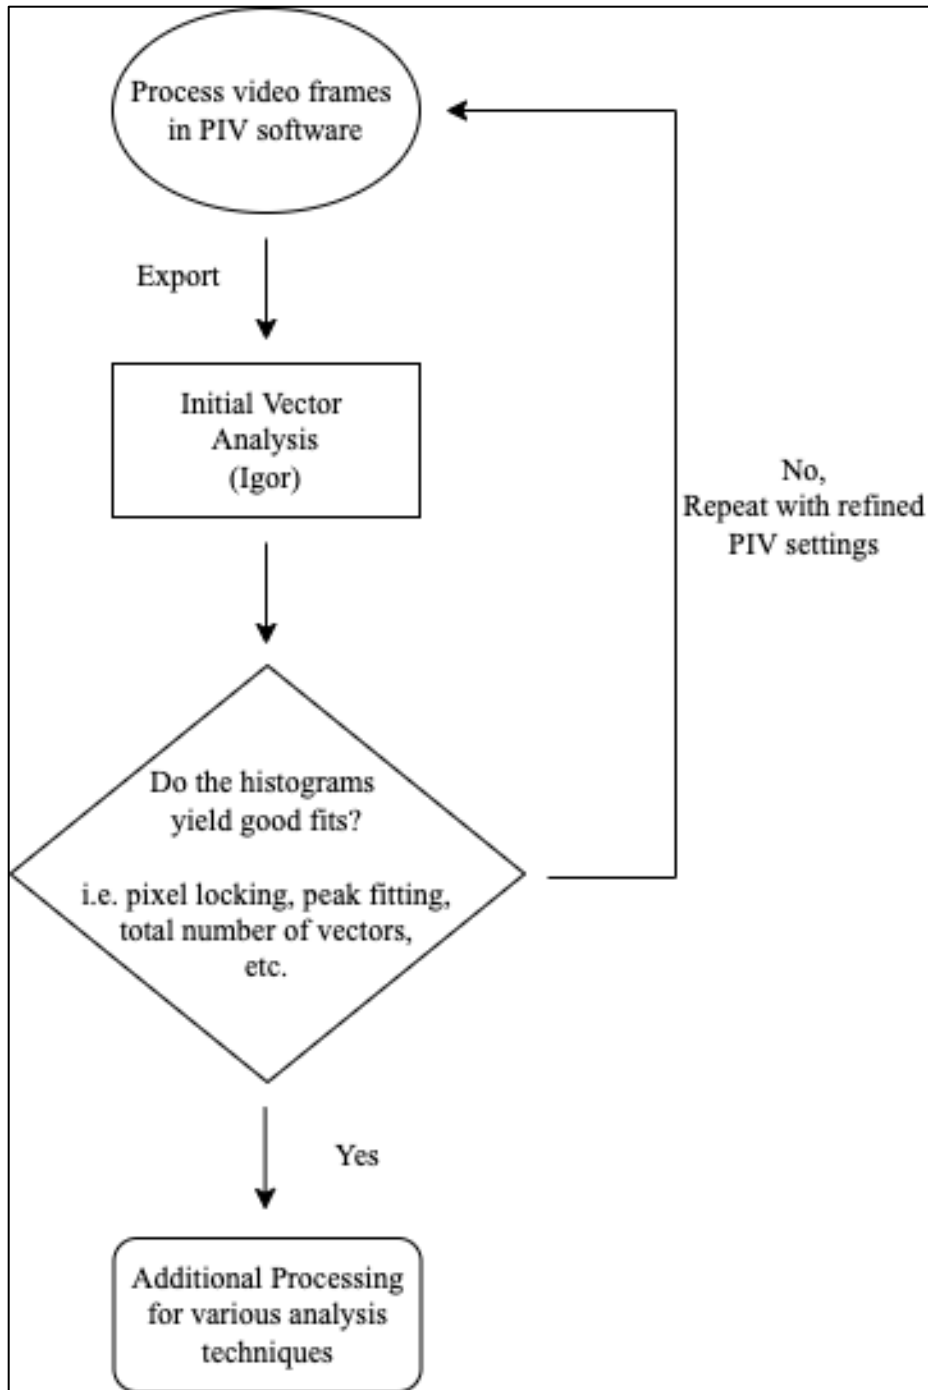 Process video frames
in PIV software
Export
Initial Vector
Analysis
(Igor)
No,
Repeat with refined
PIV settings
Do the histograms
yield good fits?
i.e. pixel locking, peak fitting,
total number of vectors,
etc.
Yes
Additional Processing
for various analysis
techniques